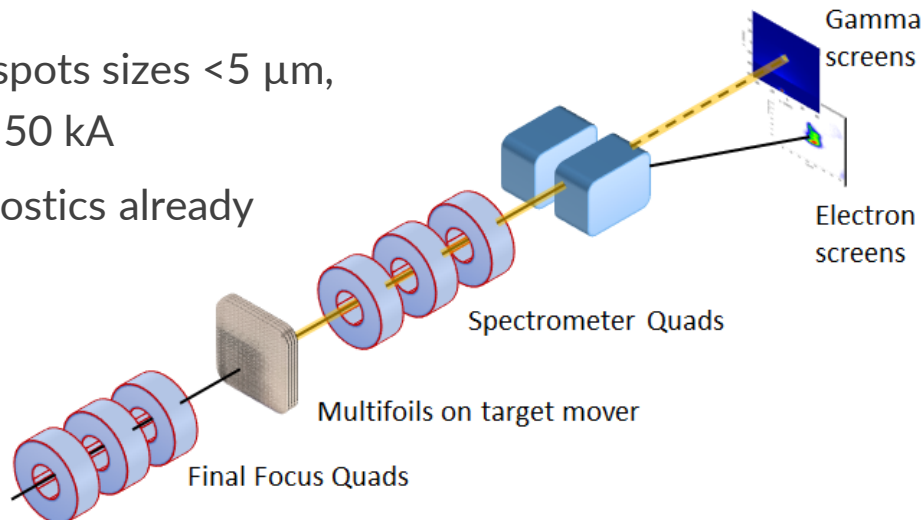 spots sizes <5 μm,
50 kA
ostics already
Gamma
screens
Electron
screens
Spectrometer Quads
Multifoils on target mover
Final Focus Quads